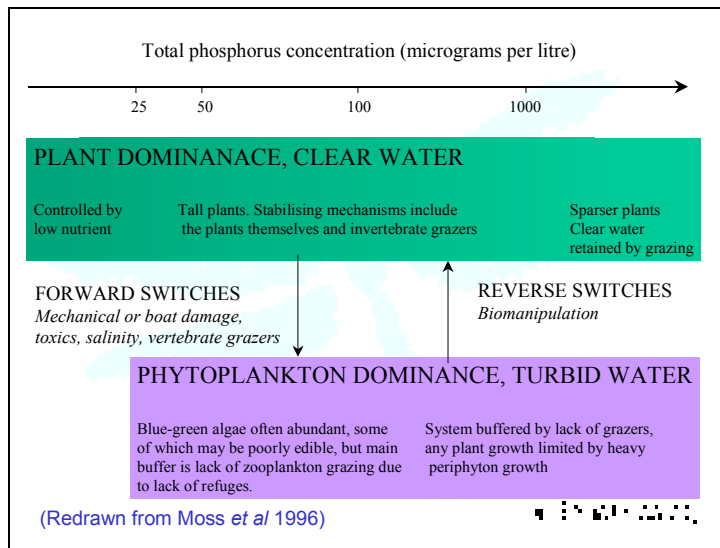 Total phosphorus concentration (micrograms per litre)
25 50 100 1000
PLANT DOMINANACE, CLEAR WATER
Controlled by
low nutrient
Tall plants. Stabilising mechanisms include
the plants themselves and invertebrate grazers
Sparser plants
Clear water
retained by grazing
FORWARD SWITCHES
Mechanical or boat damage,
toxics, salinity, vertebrate grazers
REVERSE SWITCHES
Biomanipulation
PHYTOPLANKTON DOMINANCE, TURBID WATER
Blue-green algae often abundant, some
of which may be poorly edible, but main
buffer is lack of zooplankton grazing due
to lack of refuges.
System buffered by lack of grazers,
any plant growth limited by heavy
periphyton growth
(Redrawn from Moss et al 1996)